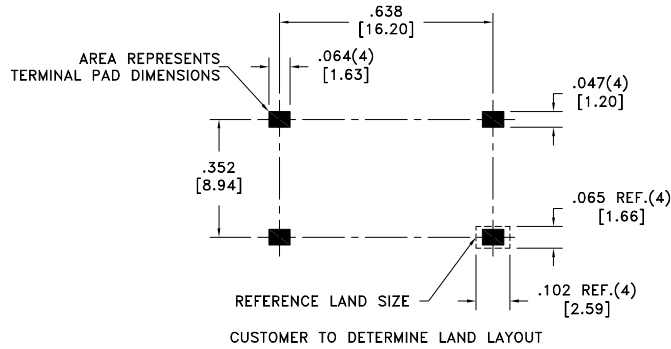 .638
[16.20]
AREA REPRESENTS
TERMINAL PAD DIMENSIONS
.064(4)
[1.63]
.047(4)
[1.20]
.352
[8.94]
.065 REF.(4)
[1.66]
REFERENCE LAND SIZE
.102 REF.(4)
[2.59]
CUSTOMER TO DETERMINE LAND LAYOUT